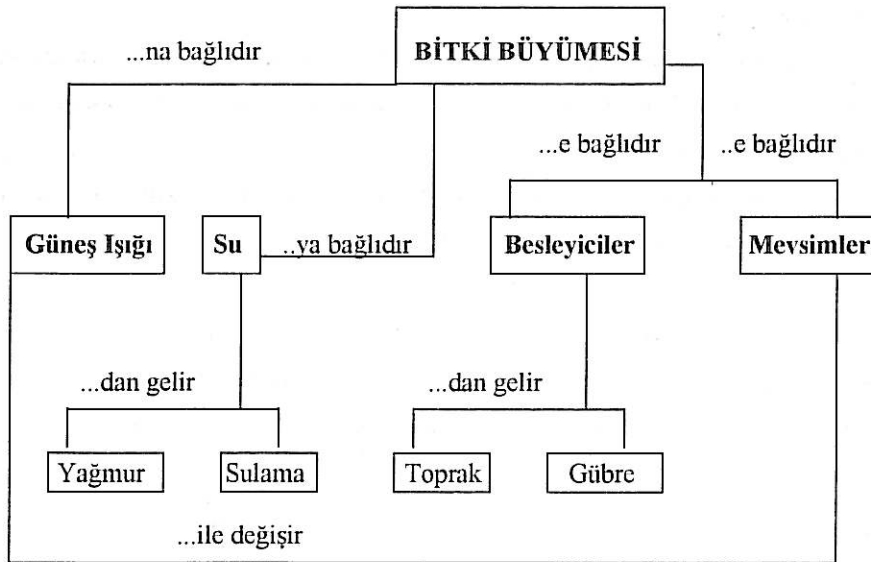 ...na bağlıdır
BİTKİ BÜYÜMESİ
...e bağlıdır
..e bağlıdır
Güneş Işığı
Su
..ya bağlıdır
Besleyiciler
Mevsimler
...dan gelir
...dan gelir
Yağmur
Sulama
Toprak
Gübre
...ile değişir